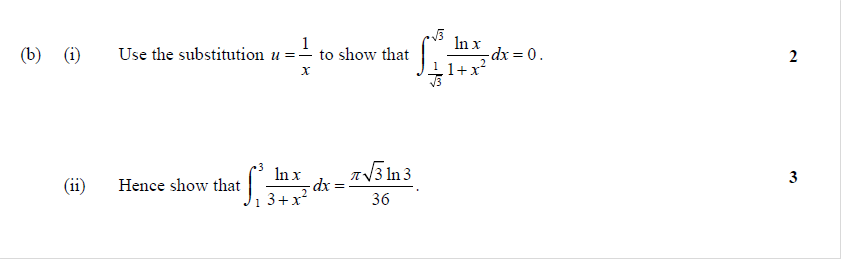 (b) (i) Use the substitution u = 1/x to show that ∫_{1/√3}^{√3} ln x/(1+x²) dx = 0. 2
(ii) Hence show that ∫_1^3 ln x/(3+x²) dx = π√3 ln 3/36. 3